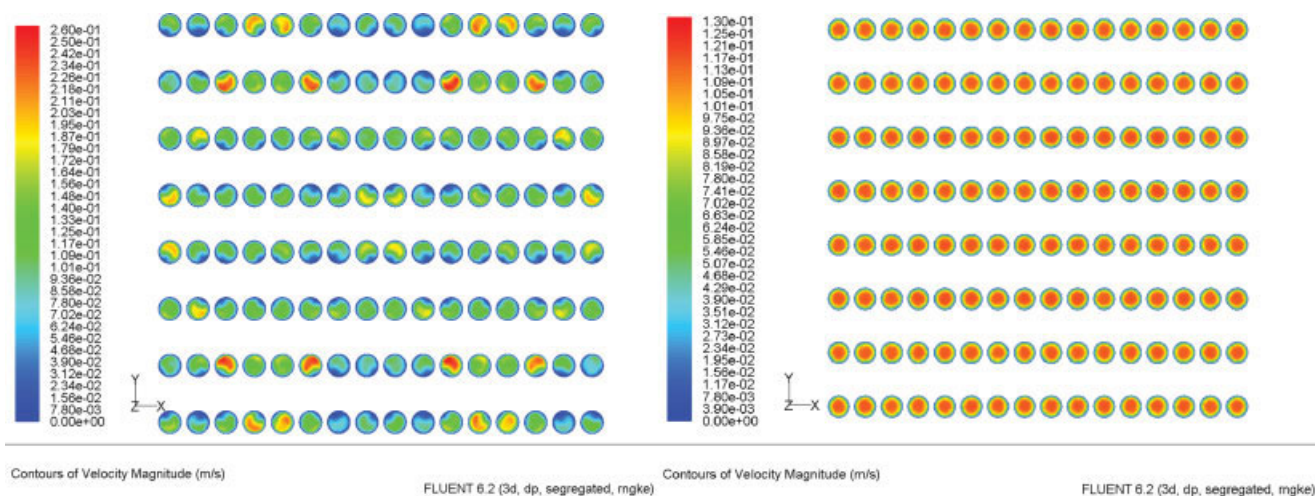 2.60e-01
2.50e-01
2.42e-01
2.34e-01
2.26e-01
2.18e-01
2.11e-01
2.03e-01
1.95e-01
1.87e-01
1.79e-01
1.72e-01
1.64e-01
1.56e-01
1.48e-01
1.40e-01
1.33e-01
1.25e-01
1.17e-01
1.09e-01
1.01e-01
9.36e-02
8.58e-02
7.80e-02
7.02e-02
6.24e-02
5.46e-02
4.68e-02
3.90e-02
3.12e-02
2.34e-02
1.56e-02
7.80e-03
0.00e+00
Y
Z X
1.30e-01
1.25e-01
1.21e-01
1.17e-01
1.13e-01
1.09e-01
1.05e-01
1.01e-01
9.75e-02
9.36e-02
8.97e-02
8.58e-02
8.19e-02
7.80e-02
7.41e-02
7.02e-02
6.63e-02
6.24e-02
5.85e-02
5.46e-02
5.07e-02
4.68e-02
4.29e-02
3.90e-02
3.51e-02
3.12e-02
2.73e-02
2.34e-02
1.95e-02
1.56e-02
1.17e-02
7.80e-03
3.90e-03
0.00e+00
Y
Z X
Contours of Velocity Magnitude (m/s)
FLUENT 6.2 (3d, dp, segregated, rngke)
Contours of Velocity Magnitude (m/s)
FLUENT 6.2 (3d, dp, segregated, rngke)